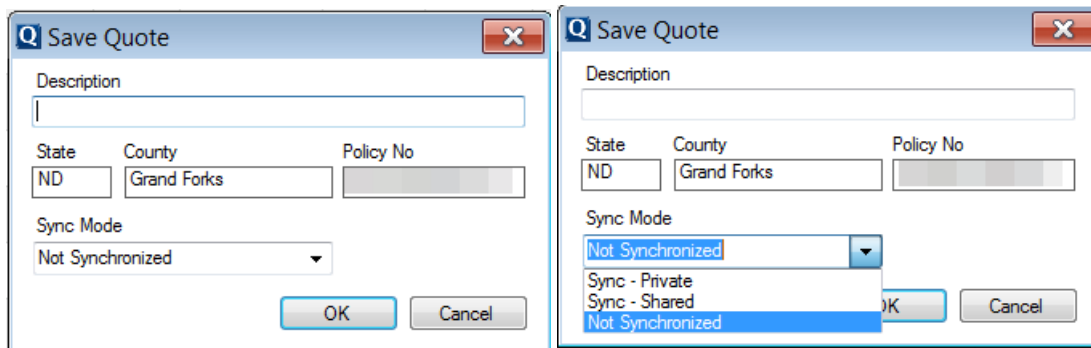 Q Save Quote
Description
State County Policy No
ND Grand Forks
Sync Mode
Not Synchronized
OK Cancel
Q Save Quote
Description
State County Policy No
ND Grand Forks
Sync Mode
Not Synchronized
Sync - Private
Sync - Shared
Not Synchronized
K Cancel